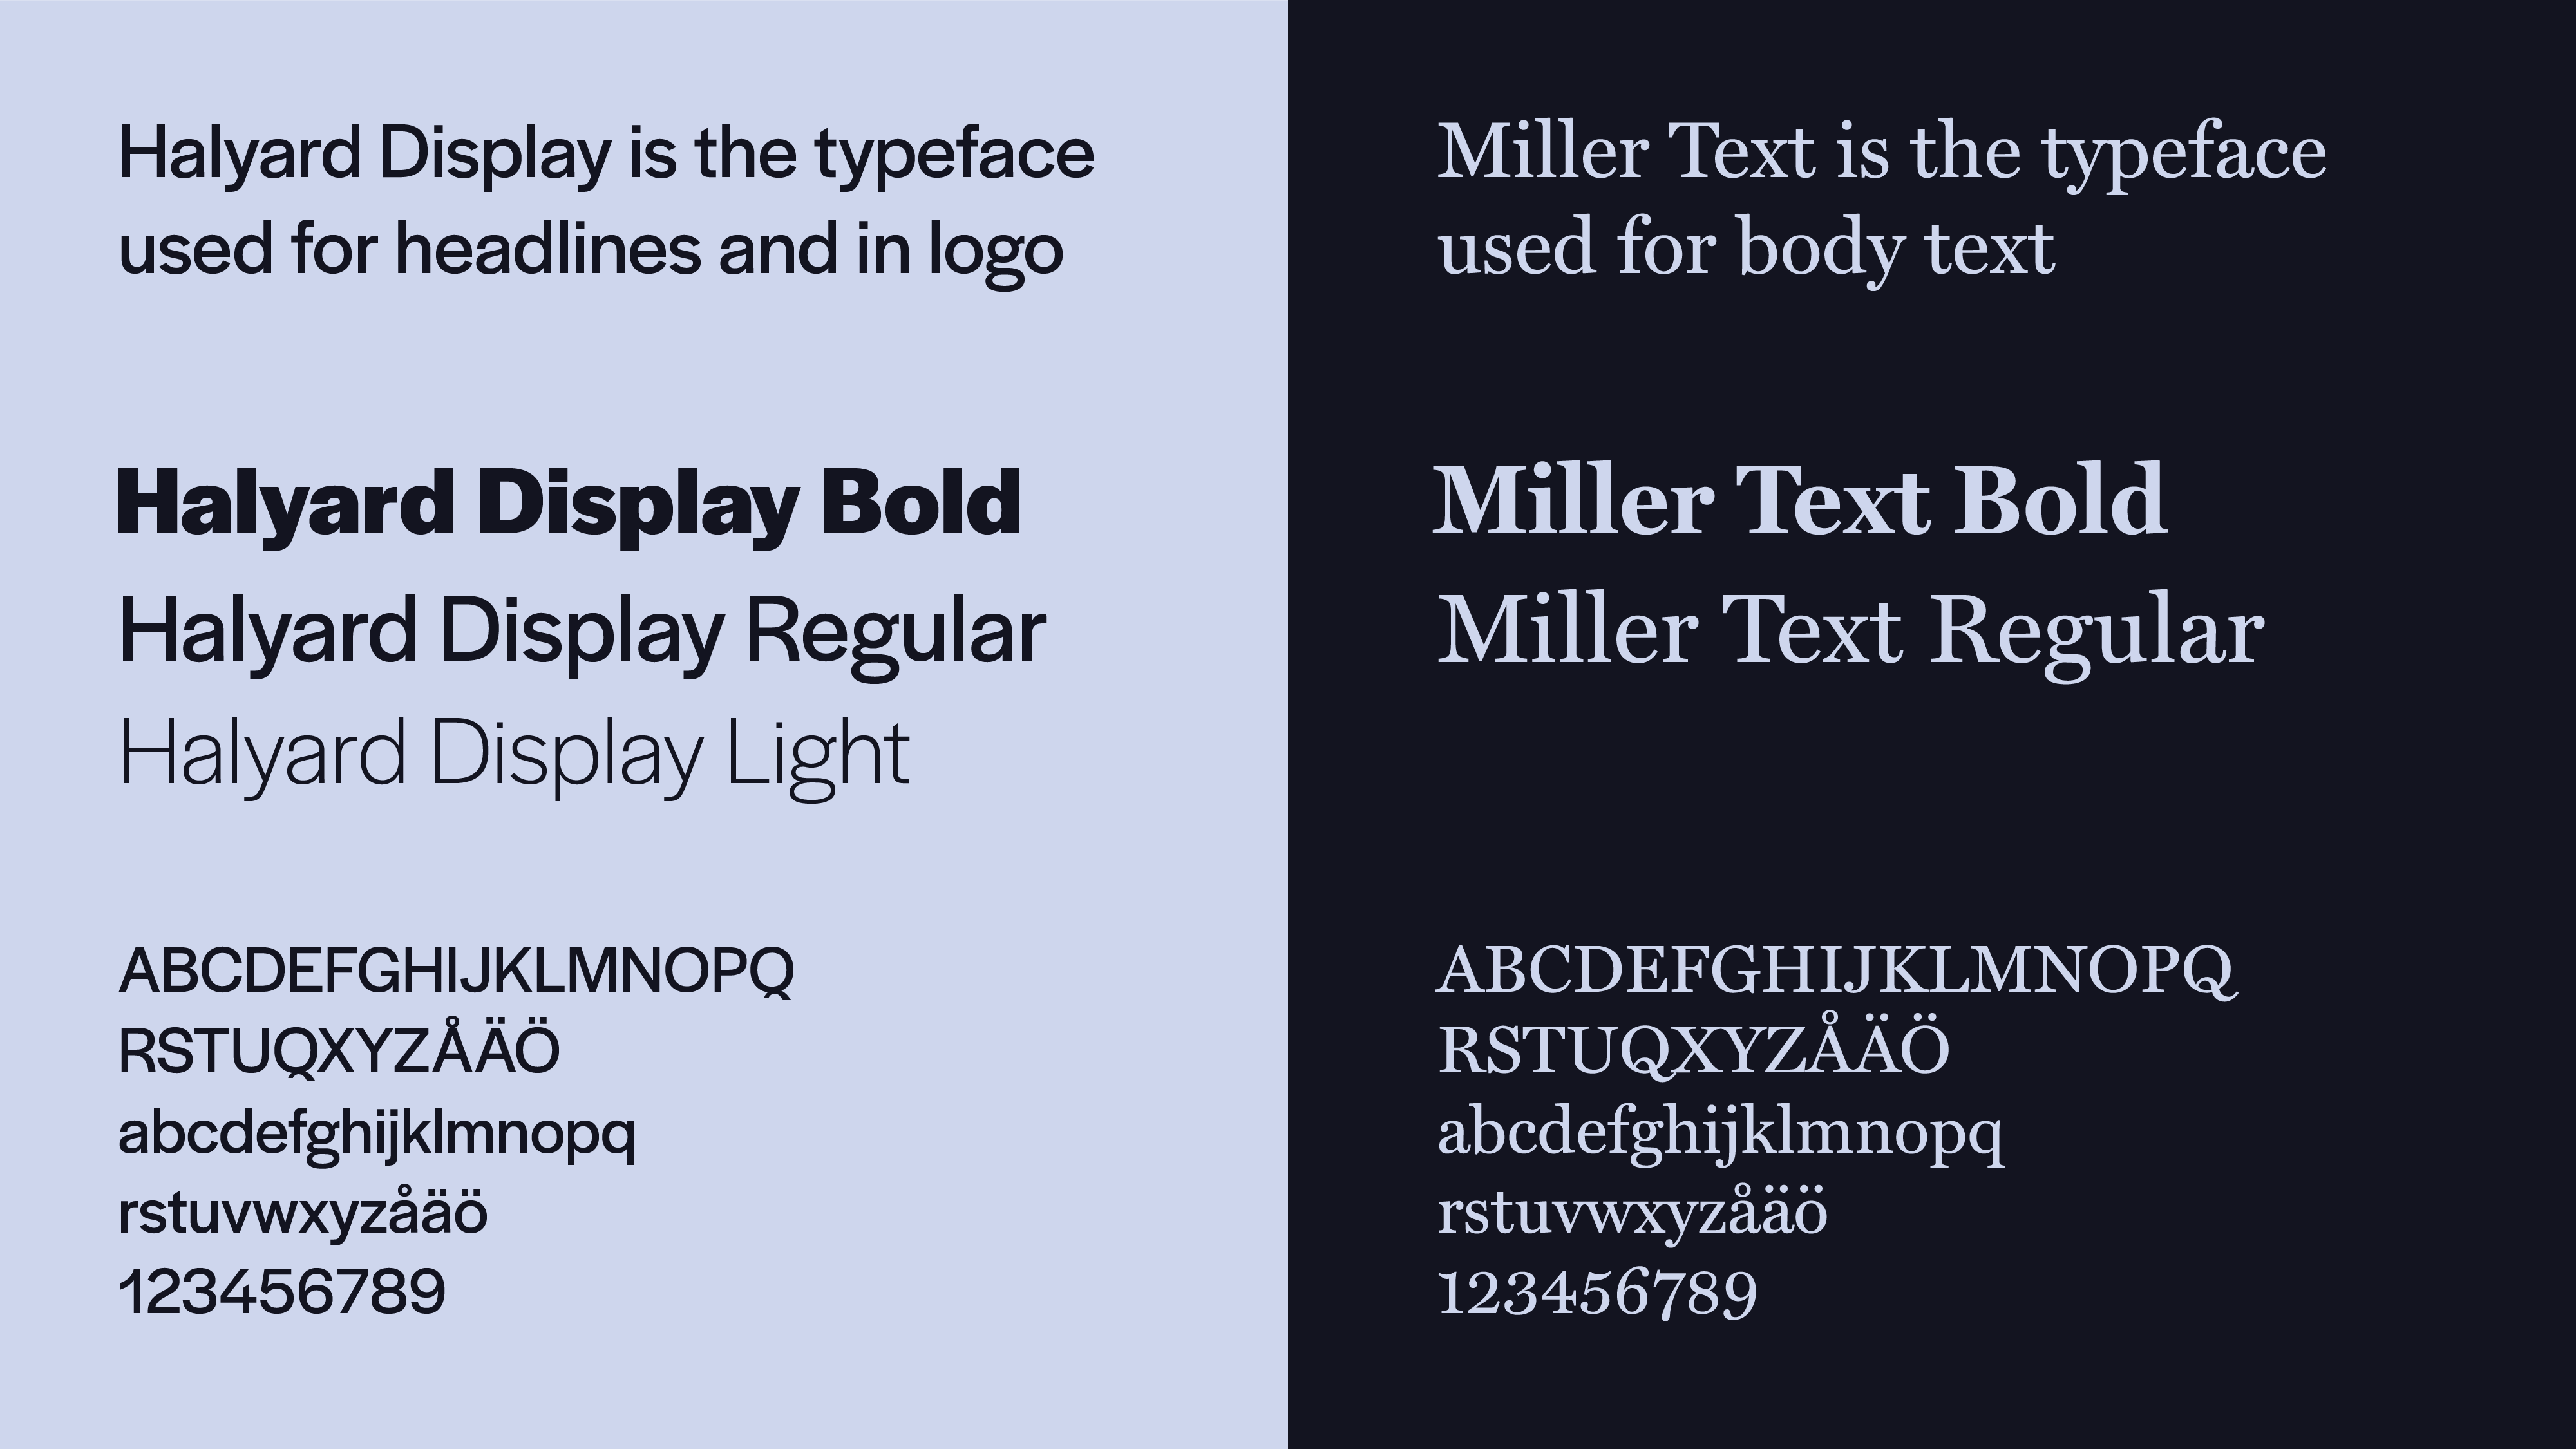 Halyard Display is the typeface
used for headlines and in logo
Halyard Display Bold
Halyard Display Regular
Halyard Display Light
ABCDEFGHIJKLMNOPQ
RSTUQXYZÅÄÖ
abcdefghijklmnopq
rstuvwxyzåäö
123456789
Miller Text is the typeface
used for body text
Miller Text Bold
Miller Text Regular
ABCDEFGHIJKLMNOPQ
RSTUQXYZÅÄÖ
abcdefghijklmnopq
rstuvwxyzåäö
123456789